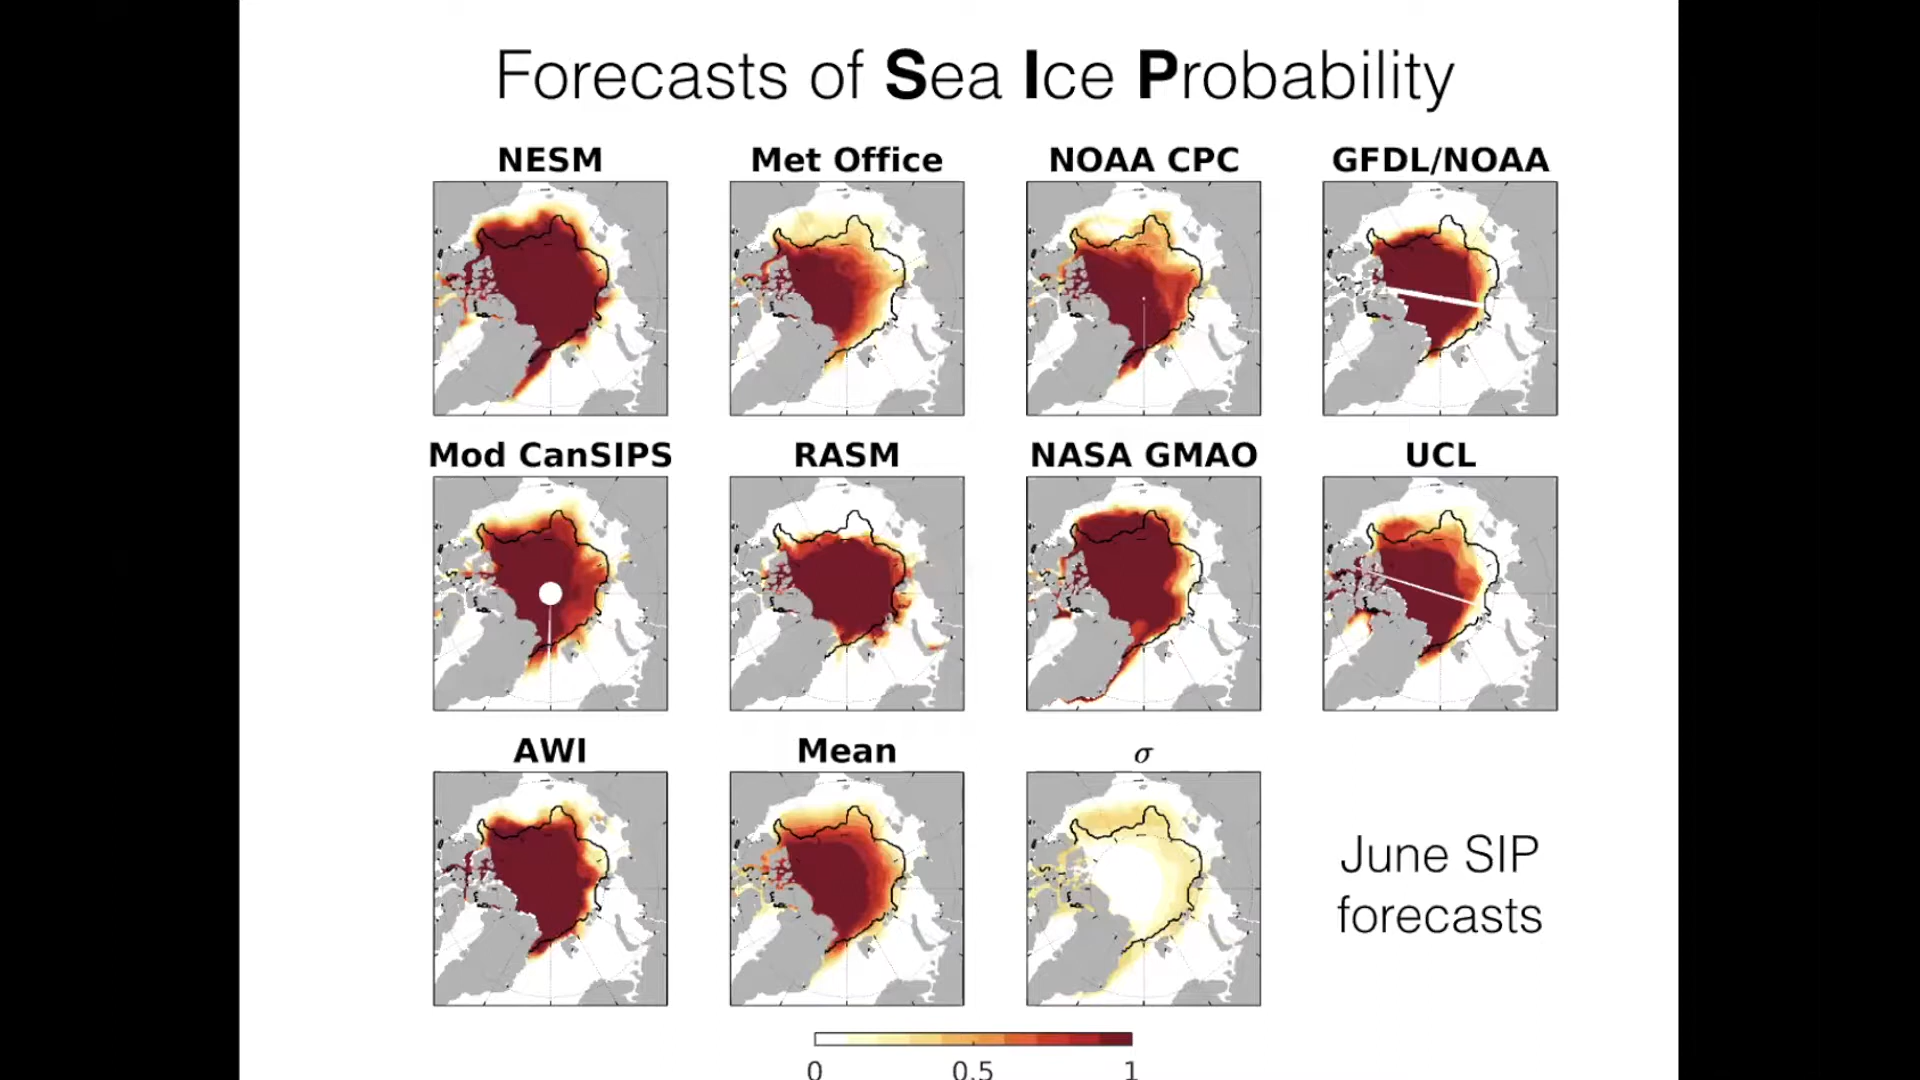 Forecasts of Sea Ice Probability
NESM
Met Office
NOAA CPC
GFDL/NOAA
Mod CanSIPS
RASM
NASA GMAO
UCL
AWI
Mean
σ
June SIP
forecasts
0
0.5
1